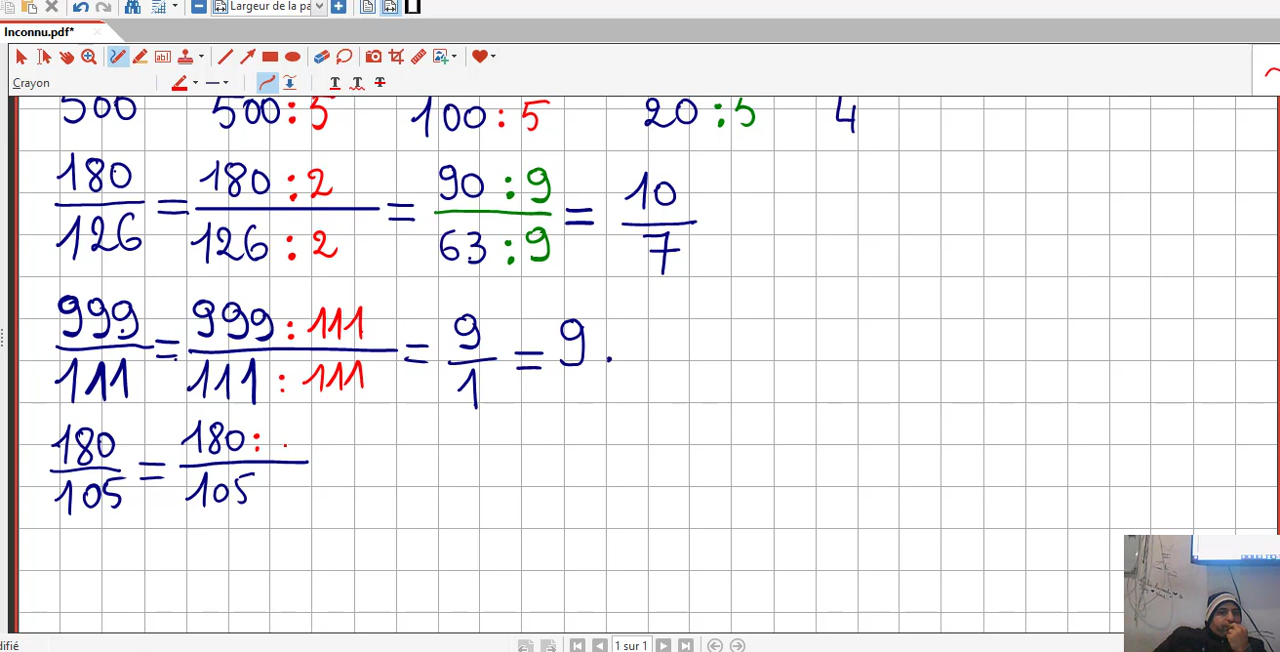 Largeur de la pa
Inconnu.pdf*
Crayon
500 500:5 100:5 20:5 4
180/126 = 180:2/126:2 = 90:9/63:9 = 10/7
999/111 = 999:111/111:111 = 9/1 = 9.
180/105 = 180: ./105
difié
1 sur 1